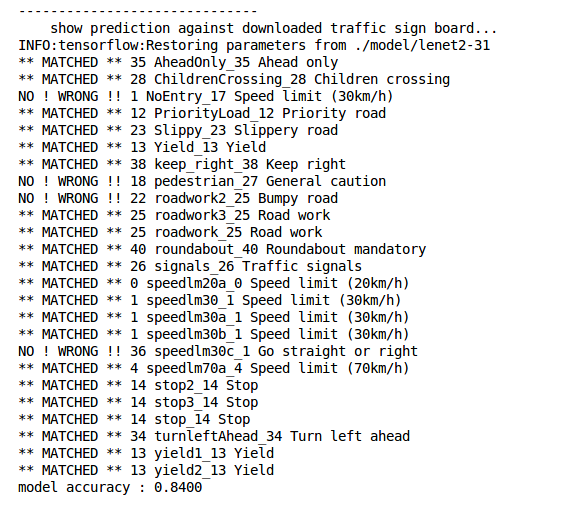 ------------------------------
show prediction against downloaded traffic sign board...
INFO:tensorflow:Restoring parameters from ./model/lenet2-31
** MATCHED ** 35 AheadOnly_35 Ahead only
** MATCHED ** 28 ChildrenCrossing_28 Children crossing
NO ! WRONG !! 1 NoEntry_17 Speed limit (30km/h)
** MATCHED ** 12 PriorityLoad_12 Priority road
** MATCHED ** 23 Slippy_23 Slippery road
** MATCHED ** 13 Yield_13 Yield
** MATCHED ** 38 keep_right_38 Keep right
NO ! WRONG !! 18 pedestrian_27 General caution
NO ! WRONG !! 22 roadwork2_25 Bumpy road
** MATCHED ** 25 roadwork3_25 Road work
** MATCHED ** 25 roadwork_25 Road work
** MATCHED ** 40 roundabout_40 Roundabout mandatory
** MATCHED ** 26 signals_26 Traffic signals
** MATCHED ** 0 speedlm20a_0 Speed limit (20km/h)
** MATCHED ** 1 speedlm30_1 Speed limit (30km/h)
** MATCHED ** 1 speedlm30a_1 Speed limit (30km/h)
** MATCHED ** 1 speedlm30b_1 Speed limit (30km/h)
NO ! WRONG !! 36 speedlm30c_1 Go straight or right
** MATCHED ** 4 speedlm70a_4 Speed limit (70km/h)
** MATCHED ** 14 stop2_14 Stop
** MATCHED ** 14 stop3_14 Stop
** MATCHED ** 14 stop_14 Stop
** MATCHED ** 34 turnleftAhead_34 Turn left ahead
** MATCHED ** 13 yield1_13 Yield
** MATCHED ** 13 yield2_13 Yield
model accuracy : 0.8400